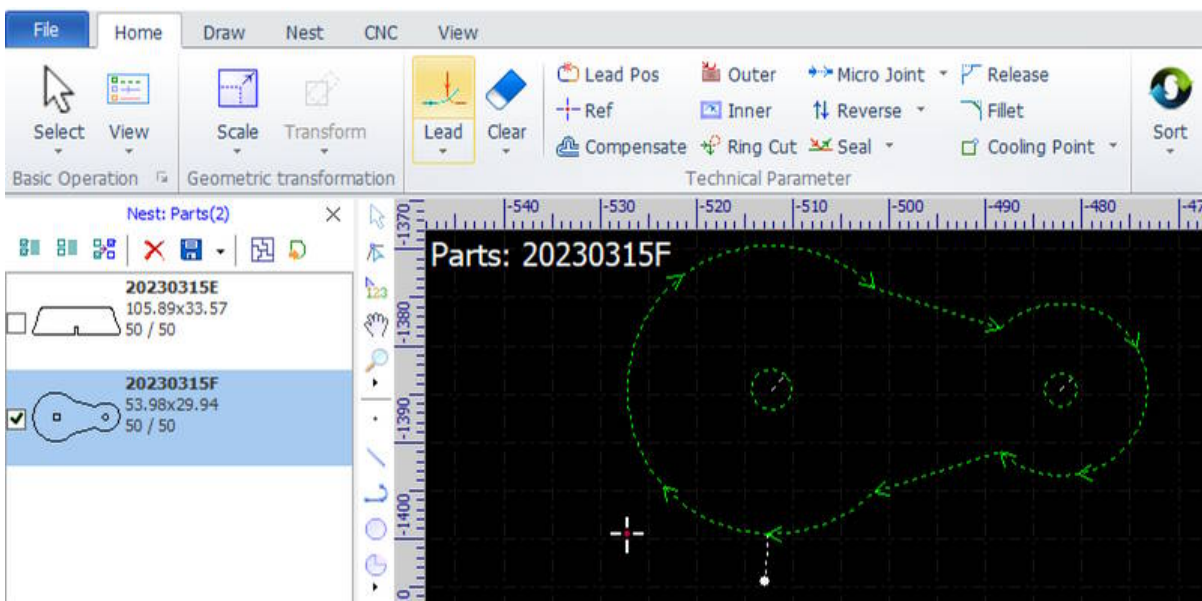 File Home Draw Nest CNC View
Lead Pos Outer Micro Joint Release
Ref Inner Reverse Fillet
Select View Scale Transform Lead Clear Compensate Ring Cut Seal Cooling Point Sort
Basic Operation Geometric transformation Technical Parameter
Nest: Parts(2)
-540 -530 -520 -510 -500 -490 -480 -47
-1370
Parts: 20230315F
20230315E
105.89x33.57
50 / 50
123
-1380
20230315F
53.98x29.94
50 / 50
-1390
-1400
0